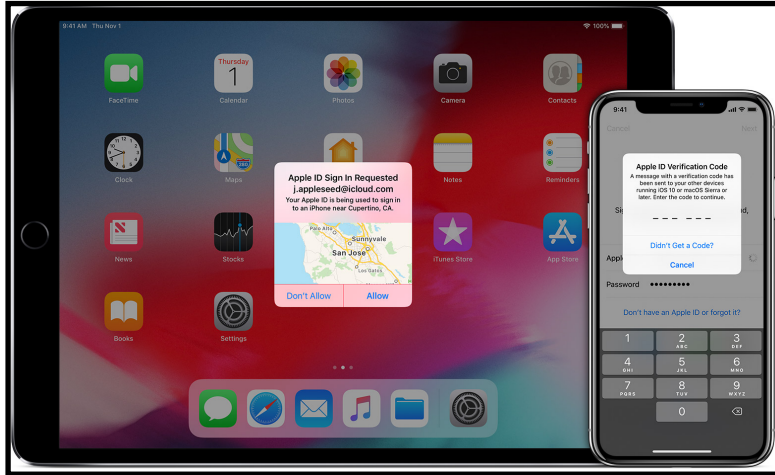 9:41 AM Thu Nov 1
100%
Thursday
1
FaceTime
Calendar
Photos
Camera
Contacts
Clock
Maps
Notes
Reminders
News
Stocks
iTunes Store
App Store
Books
Settings
Apple ID Sign In Requested
j.appleseed@icloud.com
Your Apple ID is being used to sign in
to an iPhone near Cupertino, CA.
Palo Alto
Sunnyvale
San Jose
Los Gatos
Don't Allow
Allow
9:41
Cancel
Next
Apple ID Verification Code
A message with a verification code has
been sent to your other devices
running iOS 10 or macOS Sierra or
later. Enter the code to continue.
Didn't Get a Code?
Cancel
Password
Don't have an Apple ID or forgot it?
1
2
ABC
3
DEF
4
GHI
5
JKL
6
MNO
7
PQRS
8
TUV
9
WXYZ
0